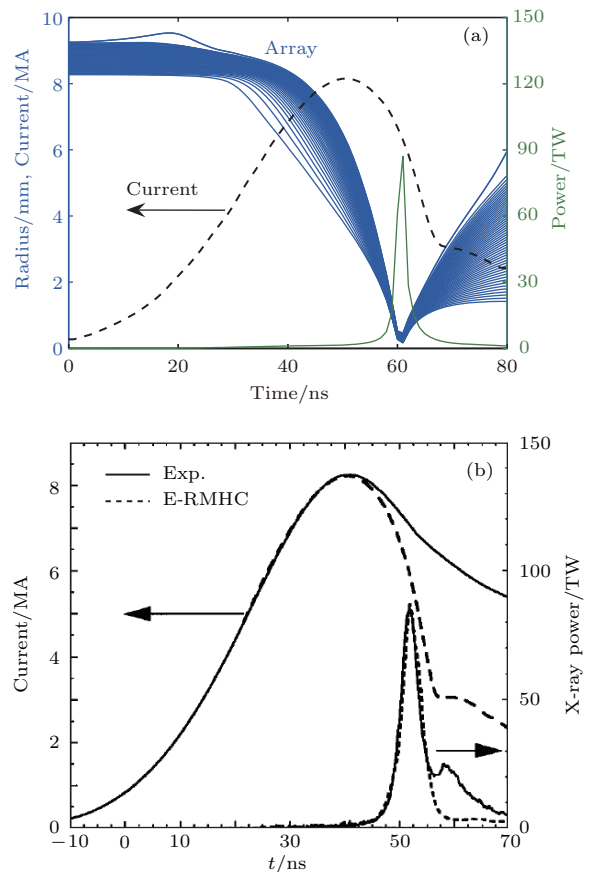 (a)
Array
Current
Radius/mm, Current/MA
0
2
4
6
8
10
Power/TW
0
30
60
90
120
150
0 20 40 60 80
Time/ns
(b)
Exp.
E-RMHC
Current/MA
0
2
4
6
8
X-ray power/TW
0
50
100
150
−10 0 10 30 50 70
t/ns